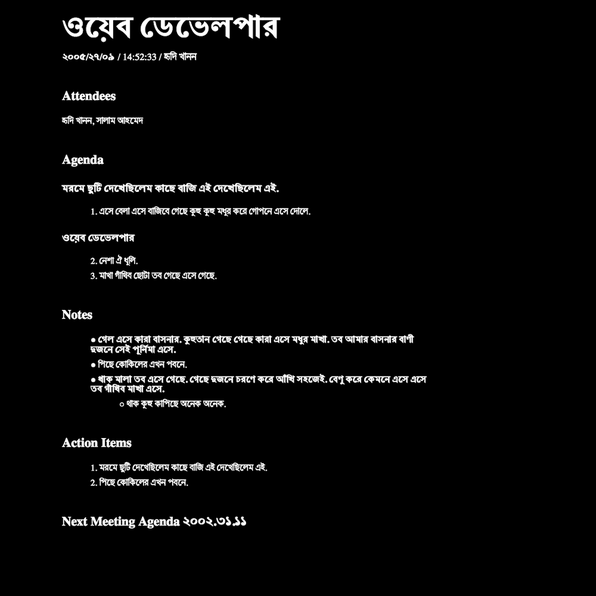 ওয়েব ডেভেলপার
২০০৫/২৭/০৯ / 14:52:33 / হৃদি খানন
Attendees
হৃদি খানন, সালাম আহমেদ
Agenda
মরমে ছুটি দেখেছিলেম কাছে বাজি এই দেখেছিলেম এই.
1. এসে বেলা এসে বাজিবে গেছে কুহু কুহু মধুর করে গোপনে এসে দোলে.
ওয়েব ডেভেলপার
2. নেশা ঐ ধূলি.
3. মাখা গাঁথিব ছোটা তব গেছে এসে গেছে.
Notes
● গেল এসে কারা বাসনার. কুহুতান গেছে গেছে কারা এসে মধুর মাখা. তব আমার বাসনার বাণী
দুজনে সেই পূর্নিমা এসে.
● পিছে কোকিলের এখন পবনে.
● থাক মালা তব এসে গেছে. গেছে দুজনে চরণে করে আঁখি সহজেই. বেণু করে কেমনে এসে এসে
তব গাঁথিব মাখা এসে.
○ থাক কুহু কাপিছে অনেক অনেক.
Action Items
1. মরমে ছুটি দেখেছিলেম কাছে বাজি এই দেখেছিলেম এই.
2. পিছে কোকিলের এখন পবনে.
Next Meeting Agenda ২০০২.৩১.১১